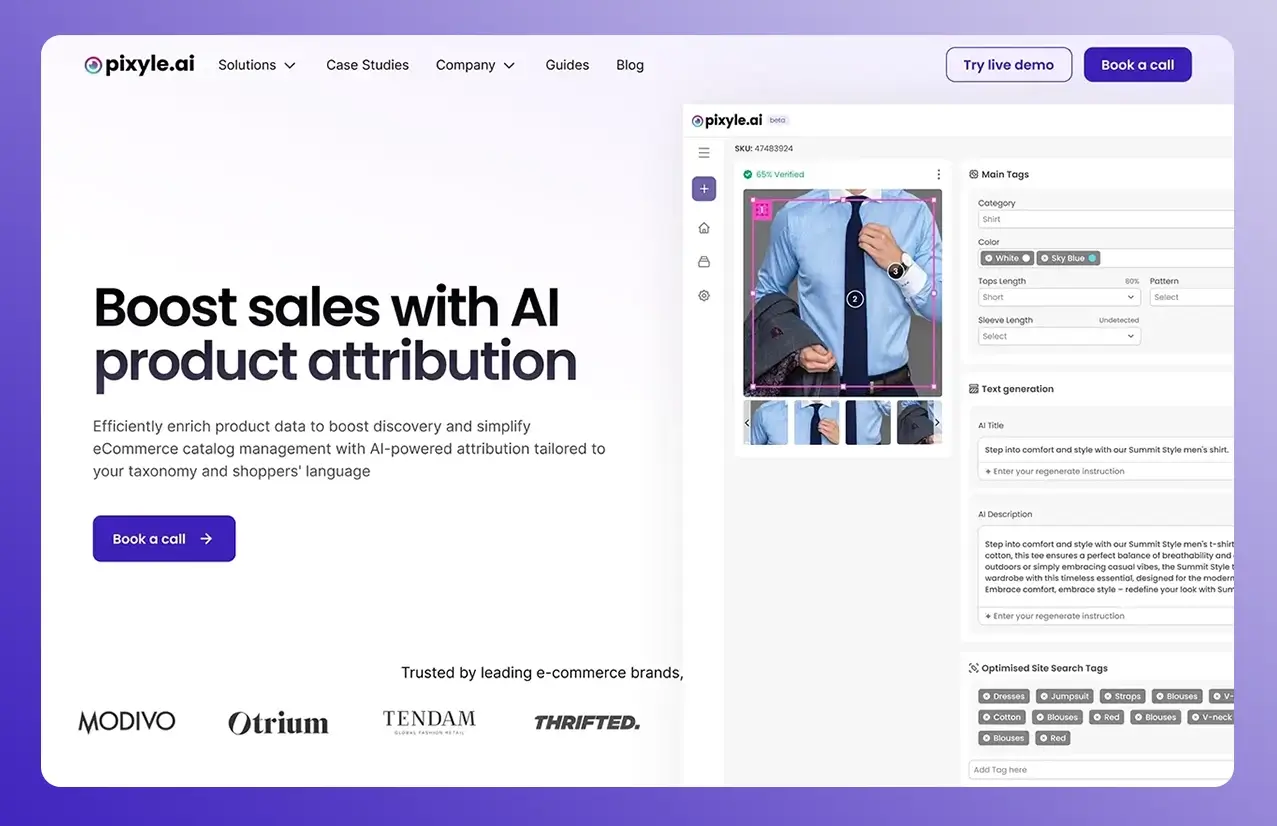 pixyle.ai
Solutions
Case Studies
Company
Guides
Blog
Try live demo
Book a call
Boost sales with AI
product attribution
Efficiently enrich product data to boost discovery and simplify
eCommerce catalog management with AI-powered attribution tailored to
your taxonomy and shoppers' language
Book a call
Trusted by leading e-commerce brands,
MODIVO
Otrium
TENDAM
GLOBAL FASHION RETAIL
THRIFTED.
pixyle.ai beta
SKU: 47483924
65% Verified
1
2
3
Main Tags
Category
Shirt
Color
White
Sky Blue
Tops Length 80%
Short
Pattern
Select
Sleeve Length Undetected
Select
Text generation
AI Title
Step into comfort and style with our Summit Style men's shirt.
+ Enter your regenerate instruction
AI Description
Step into comfort and style with our Summit Style men's t-shirt
cotton, this tee ensures a perfect balance of breathability and
outdoors or simply embracing casual vibes, the Summit Style t
wardrobe with this timeless essential, designed for the modern
Embrace comfort, embrace style – redefine your look with Sum
+ Enter your regenerate instruction
Optimised Site Search Tags
Dresses Jumpsuit Straps Blouses V-
Cotton Blouses Red Blouses V-neck
Blouses Red
Add Tag here